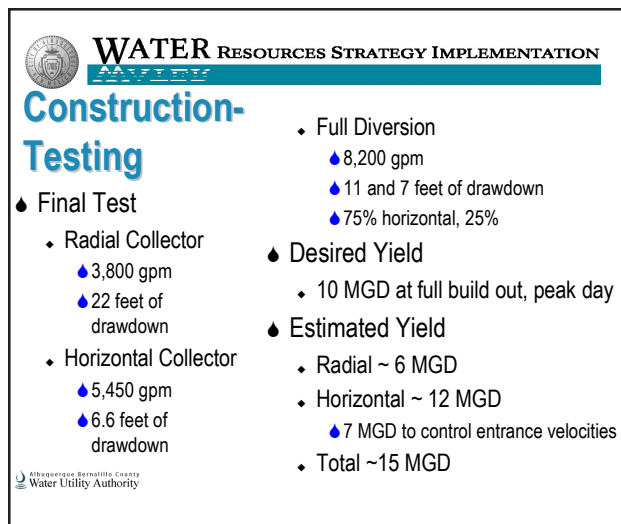 WATER RESOURCES STRATEGY IMPLEMENTATION
Construction-
Testing
Final Test
Radial Collector
3,800 gpm
22 feet of
drawdown
Horizontal Collector
5,450 gpm
6.6 feet of
drawdown
Full Diversion
8,200 gpm
11 and 7 feet of drawdown
75% horizontal, 25%
Desired Yield
10 MGD at full build out, peak day
Estimated Yield
Radial ~ 6 MGD
Horizontal ~ 12 MGD
7 MGD to control entrance velocities
Total ~15 MGD
Albuquerque Bernalillo County
Water Utility Authority